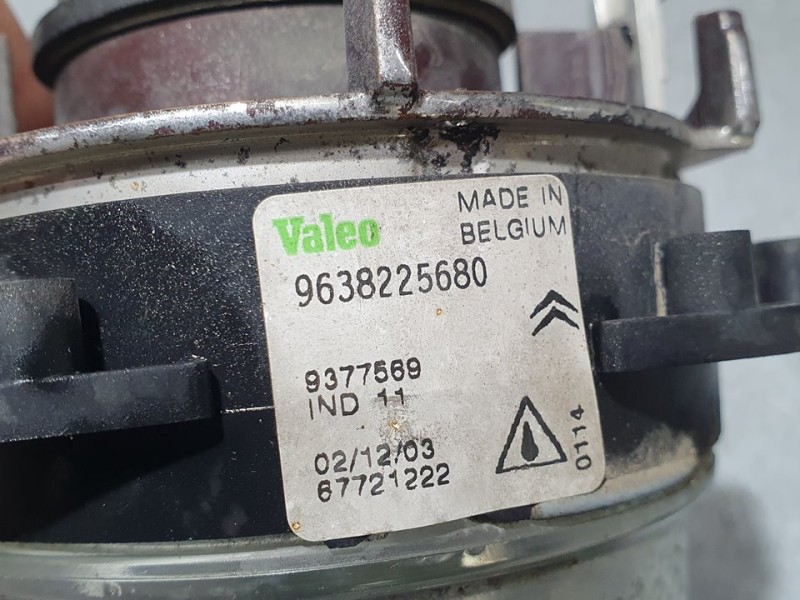 Valeo
MADE IN
BELGIUM
9638225680
9377569
IND 11
02/12/03
67721222
0114